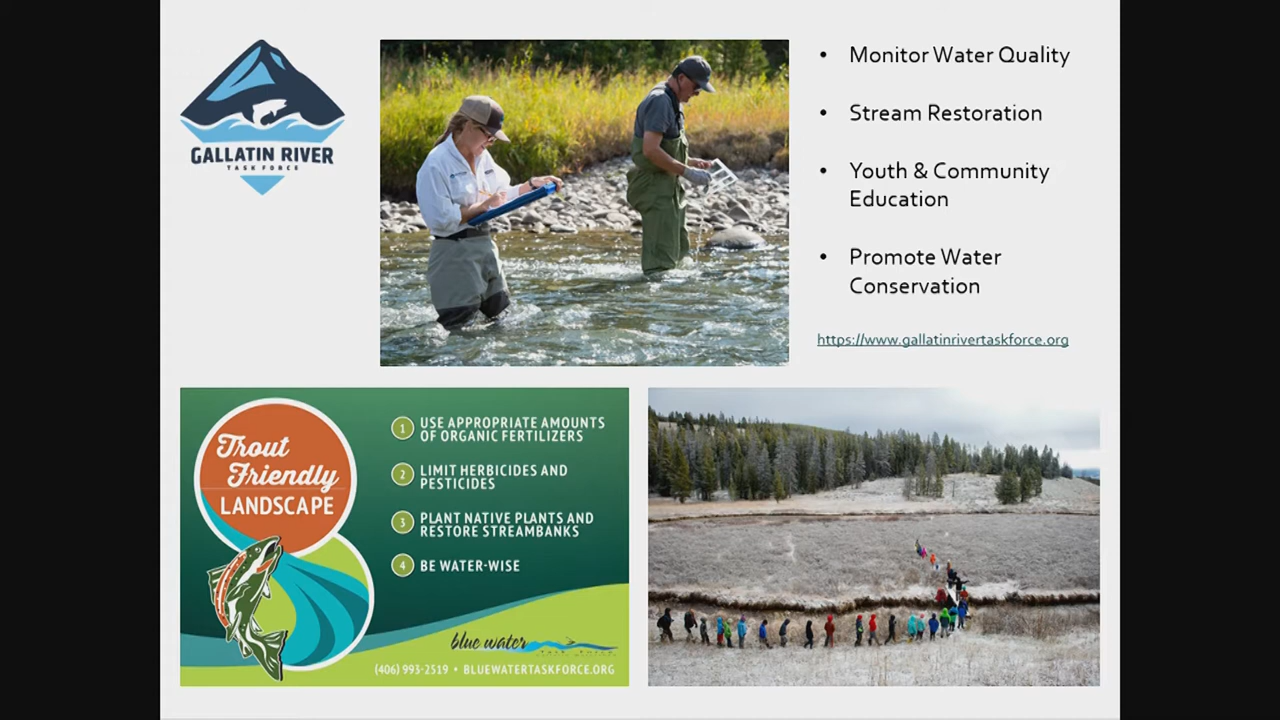 GALLATIN RIVER
TASK FORCE
• Monitor Water Quality
• Stream Restoration
• Youth & Community
Education
• Promote Water
Conservation
https://www.gallatinrivertaskforce.org
Trout
Friendly
LANDSCAPE
1 USE APPROPRIATE AMOUNTS
OF ORGANIC FERTILIZERS
2 LIMIT HERBICIDES AND
PESTICIDES
3 PLANT NATIVE PLANTS AND
RESTORE STREAMBANKS
4 BE WATER-WISE
blue water
Task Force
(406) 993-2519 • BLUEWATERTASKFORCE.ORG